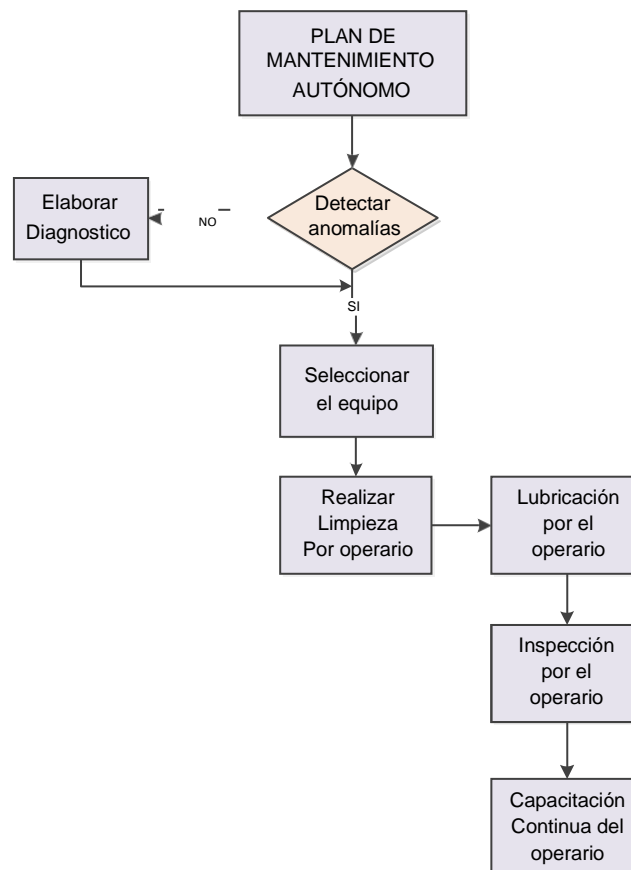 PLAN DE
MANTENIMIENTO
AUTÓNOMO
Detectar
anomalías
NO
Elaborar
Diagnostico
SI
Seleccionar
el equipo
Realizar
Limpieza
Por operario
Lubricación
por el
operario
Inspección
por el
operario
Capacitación
Continua del
operario